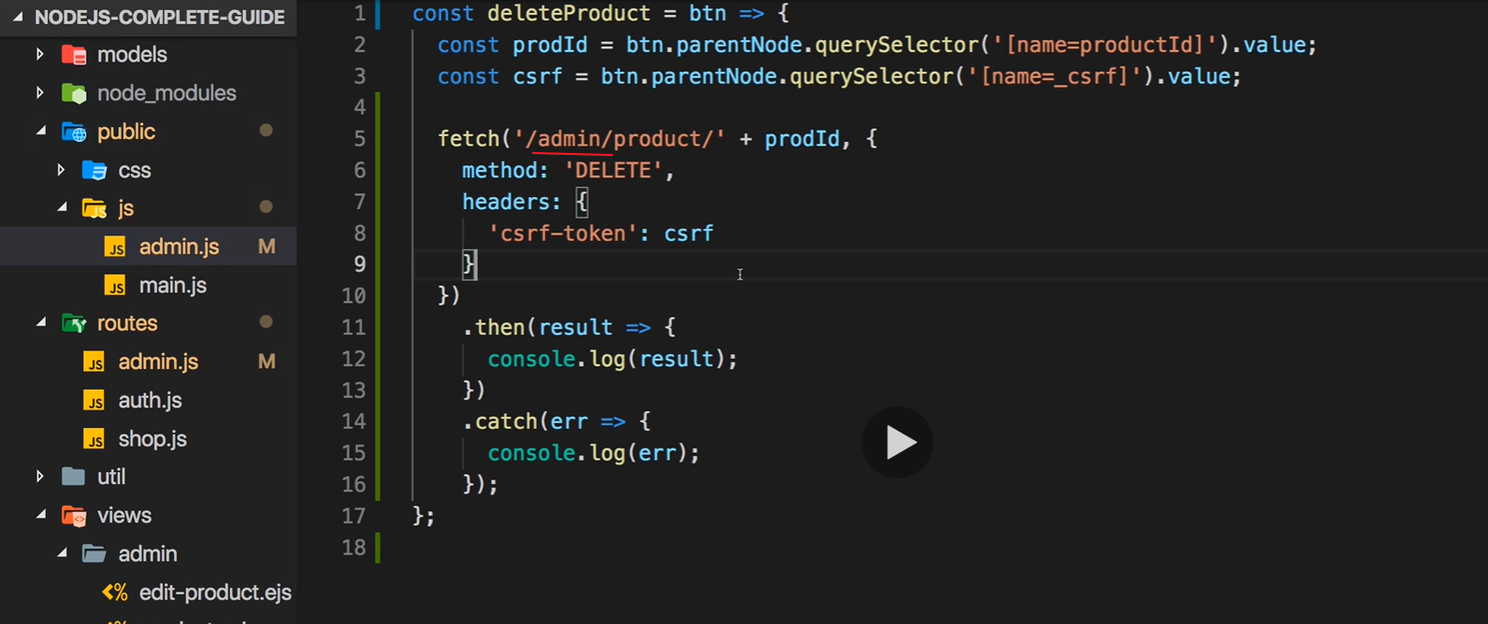 NODEJS-COMPLETE-GUIDE
models
node_modules
public
css
js
JS admin.js M
JS main.js
routes
JS admin.js M
JS auth.js
JS shop.js
util
views
admin
<% edit-product.ejs
1 const deleteProduct = btn => {
2 const prodId = btn.parentNode.querySelector('[name=productId]').value;
3 const csrf = btn.parentNode.querySelector('[name=_csrf]').value;
4
5 fetch('/admin/product/' + prodId, {
6 method: 'DELETE',
7 headers: {
8 'csrf-token': csrf
9 }
10 })
11 .then(result => {
12 console.log(result);
13 })
14 .catch(err => {
15 console.log(err);
16 });
17 };
18